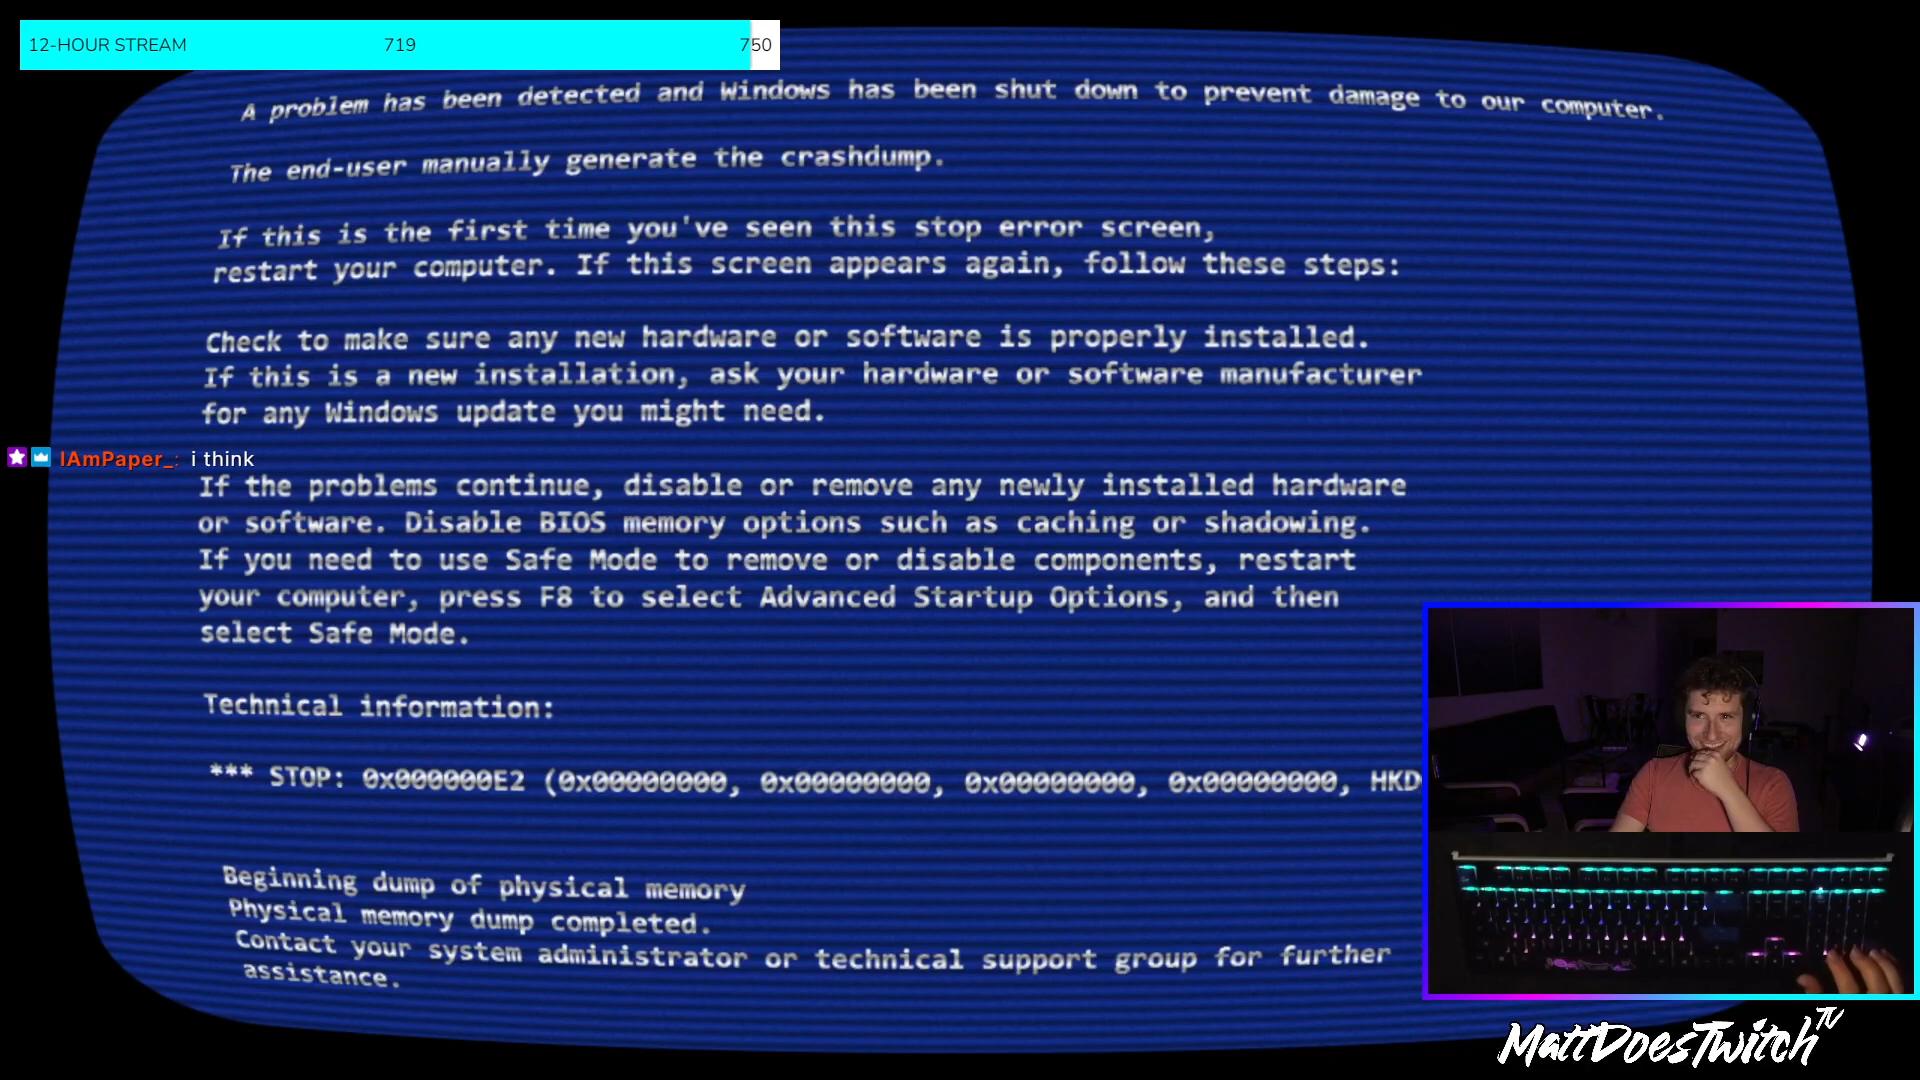 12-HOUR STREAM 719 750
A problem has been detected and Windows has been shut down to prevent damage to our computer.
The end-user manually generate the crashdump.
If this is the first time you've seen this stop error screen,
restart your computer. If this screen appears again, follow these steps:
Check to make sure any new hardware or software is properly installed.
If this is a new installation, ask your hardware or software manufacturer
for any Windows update you might need.
IAmPaper_: i think
If the problems continue, disable or remove any newly installed hardware
or software. Disable BIOS memory options such as caching or shadowing.
If you need to use Safe Mode to remove or disable components, restart
your computer, press F8 to select Advanced Startup Options, and then
select Safe Mode.
Technical information:
*** STOP: 0x000000E2 (0x00000000, 0x00000000, 0x00000000, 0x00000000, HKD
Beginning dump of physical memory
Physical memory dump completed.
Contact your system administrator or technical support group for further
assistance.
MattDoesTwitchTV